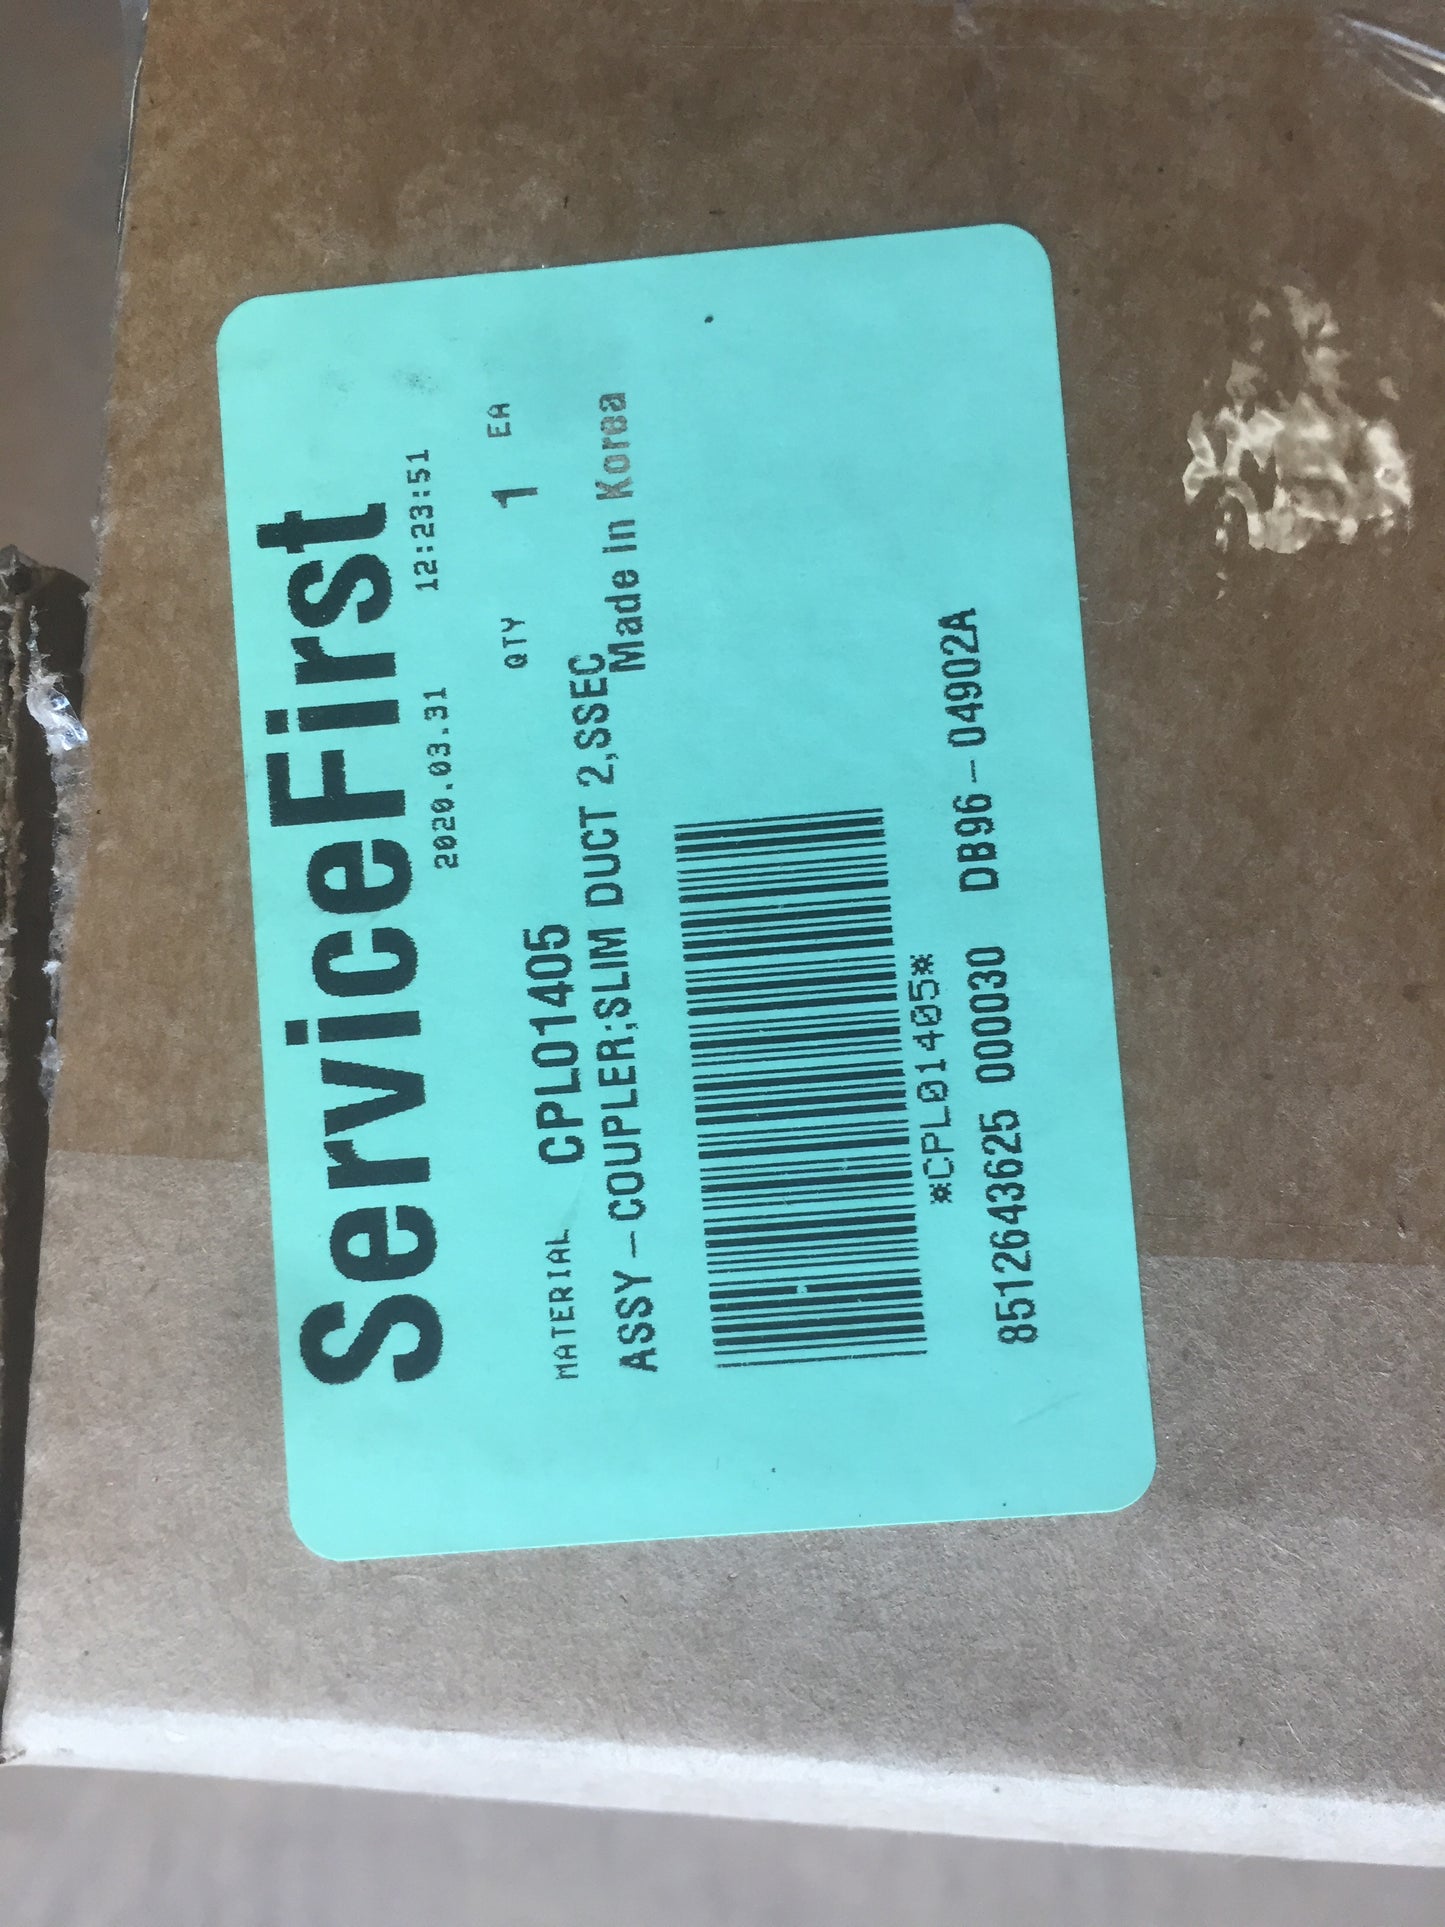 ServiceFirst
2020.03.31 12:23:51
QTY 1 EA
MATERIAL CPL01405
ASSY-COUPLER;SLIM DUCT 2,SSEC
Made in Korea
*CPL01405*
8512643625 000030 DB96-04902A